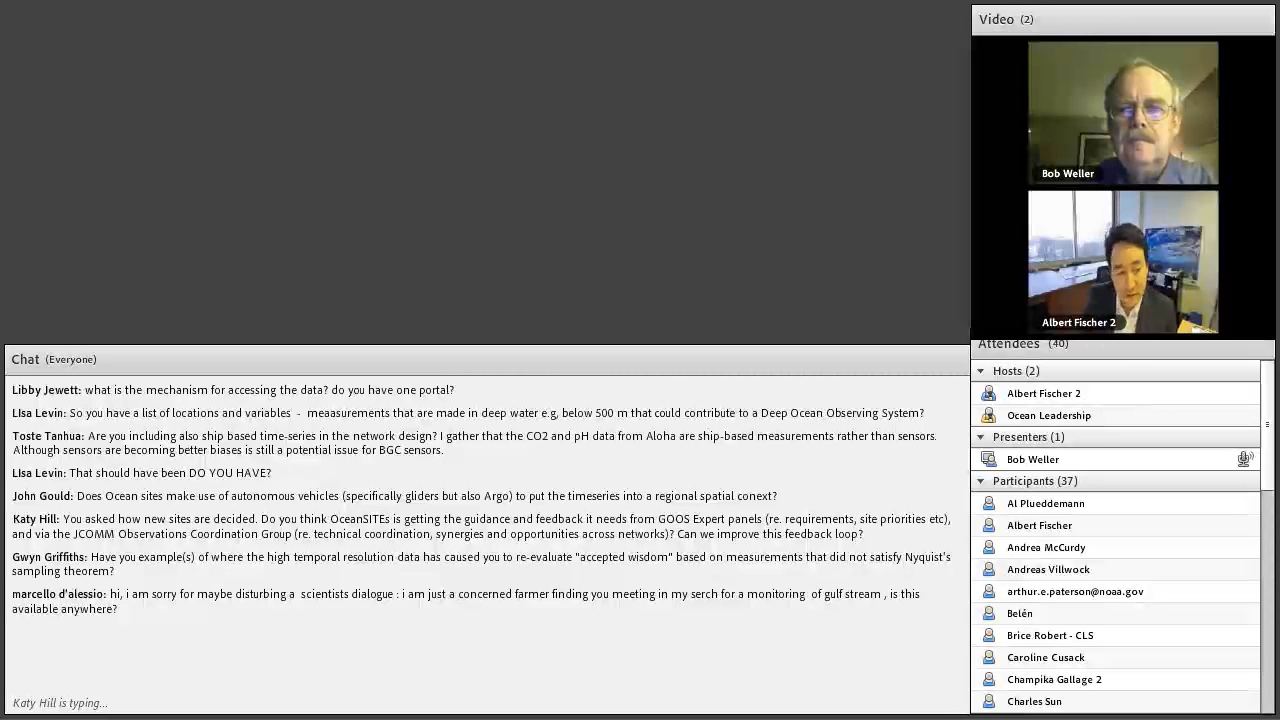 Video (2)
Bob Weller
Albert Fischer 2
Attendees (40)
Hosts (2)
Albert Fischer 2
Ocean Leadership
Presenters (1)
Bob Weller
Participants (37)
Al Plueddemann
Albert Fischer
Andrea McCurdy
Andreas Villwock
arthur.e.paterson@noaa.gov
Belén
Brice Robert - CLS
Caroline Cusack
Champika Gallage 2
Charles Sun
Chat (Everyone)
Libby Jewett: what is the mechanism for accessing the data? do you have one portal?
LIsa Levin: So you have a list of locations and variables - meaasurements that are made in deep water e.g, below 500 m that could contribute to a Deep Ocean Observing System?
Toste Tanhua: Are you including also ship based time-series in the network design? I gather that the CO2 and pH data from Aloha are ship-based measurements rather than sensors.
Although sensors are becoming better biases is still a potential issue for BGC sensors.
LIsa Levin: That should have been DO YOU HAVE?
John Gould: Does Ocean sites make use of autonomous vehicles (specifically gliders but also Argo) to put the timeseries into a regional spatial conext?
Katy Hill: You asked how new sites are decided. Do you think OceanSITEs is getting the guidance and feedback it needs from GOOS Expert panels (re. requirements, site priorities etc),
and via the JCOMM Observations Coordination Group (re. technical coordination, synergies and opportunities across networks)? Can we improve this feedback loop?
Gwyn Griffiths: Have you example(s) of where the high temporal resolution data has caused you to re-evaluate "accepted wisdom" based on measurements that did not satisfy Nyquist's
sampling theorem?
marcello d'alessio: hi, i am sorry for maybe disturbing a scientists dialogue : i am just a concerned farmer finding you meeting in my serch for a monitoring of gulf stream , is this
available anywhere?
Katy Hill is typing...